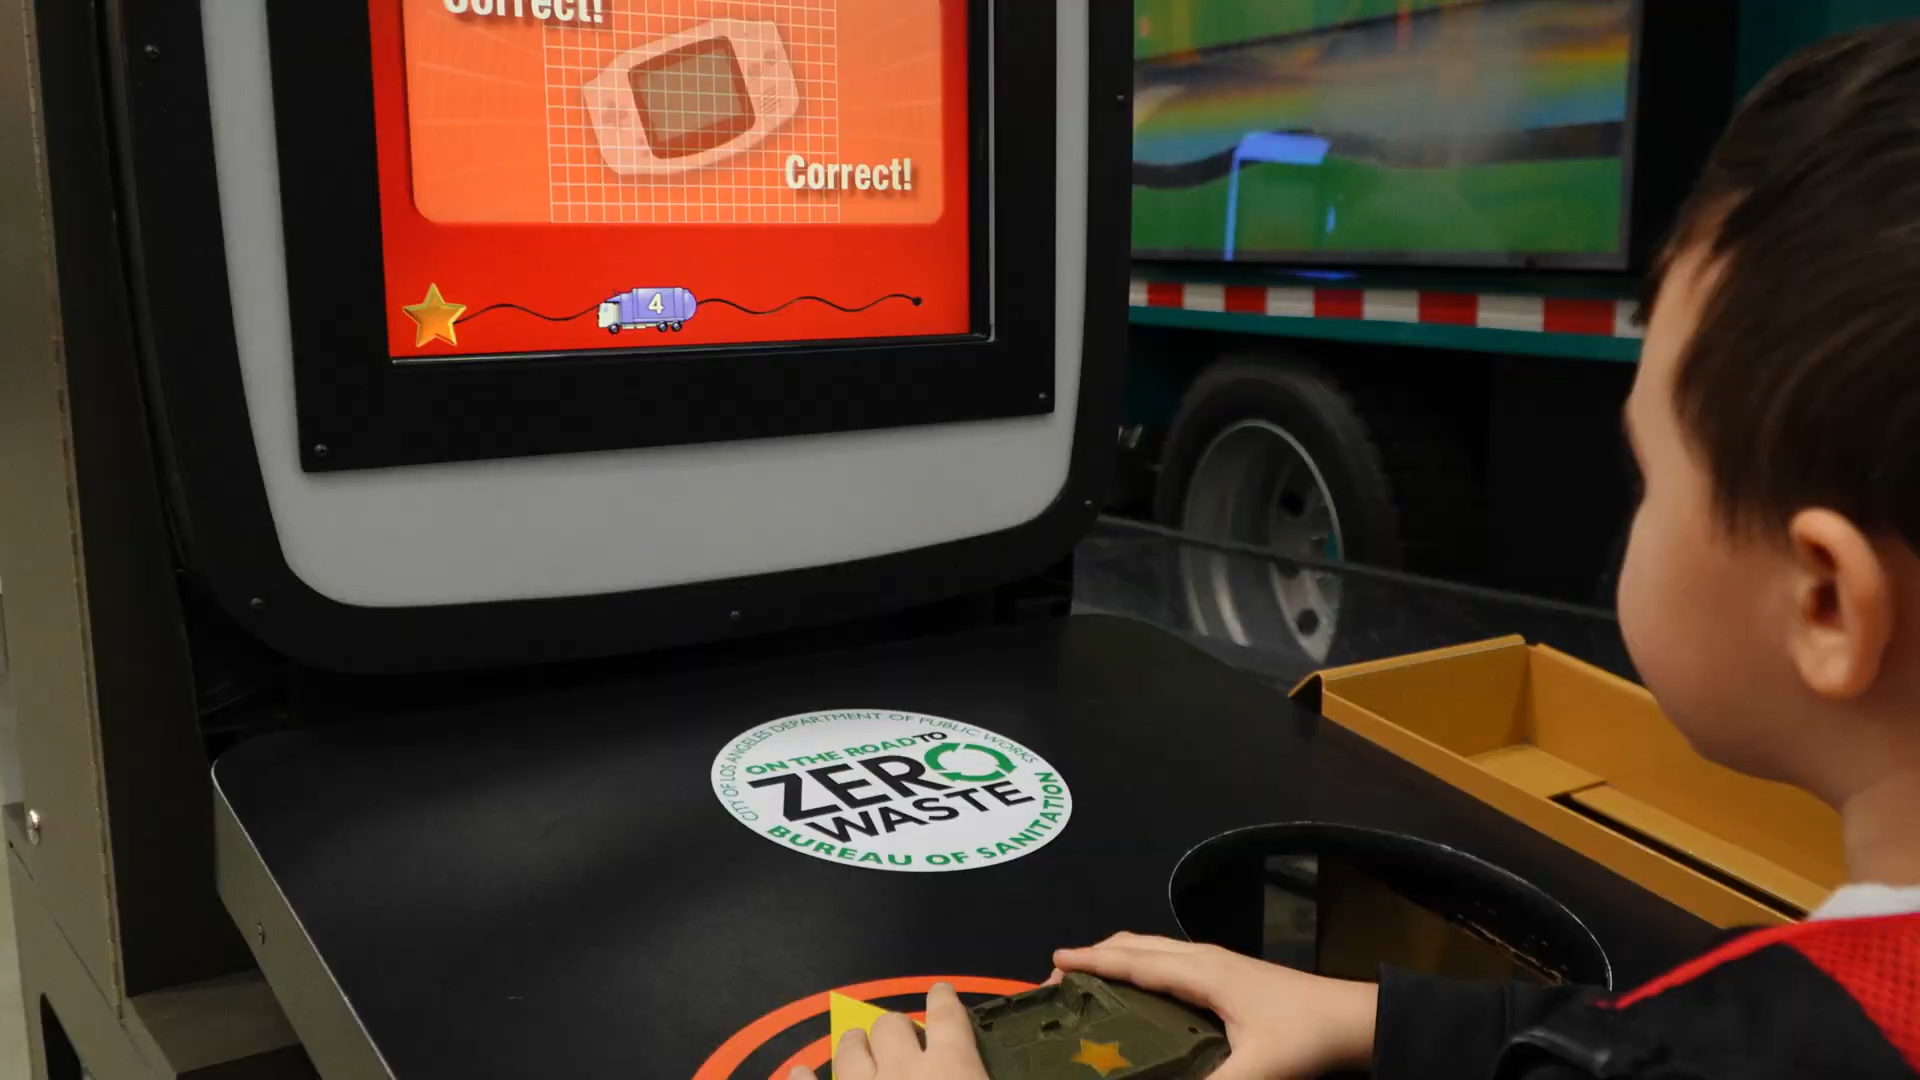 Correct!
Correct!
4
CITY OF LOS ANGELES DEPARTMENT OF PUBLIC WORKS
ON THE ROAD TO
ZERO
WASTE
BUREAU OF SANITATION